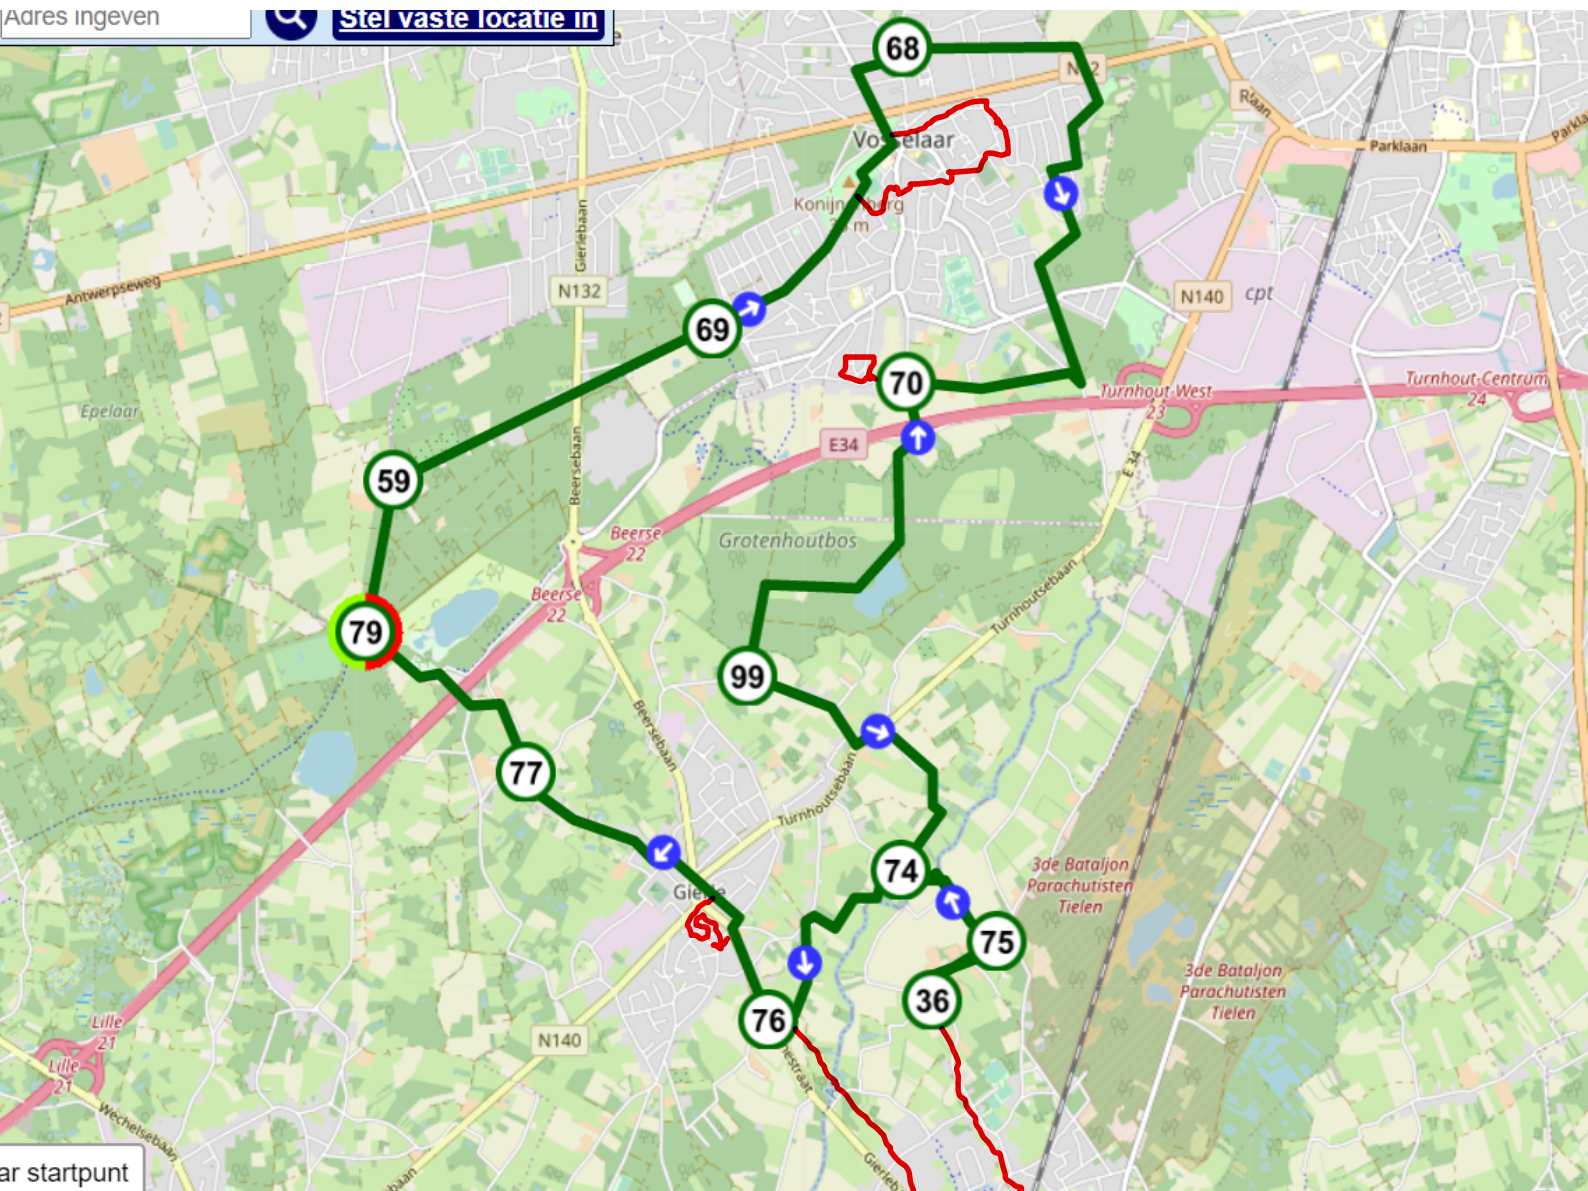 Adres ingeven
Stel vaste locatie in
68
N12
Raan
Vosselaar
Parklaan
Konijnenberg
N132
Gierlebaan
Antwerpseweg
N140
cpt
69
70
Turnhout-West
23
Turnhout-Centrum
24
Epelaar
E34
E 34
59
Beersebaan
Beerse
22
Grotenhoutbos
Beerse
22
Turnhoutsebaan
79
99
Beersebaan
77
Turnhoutsebaan
74
3de Bataljon
Parachutisten
Tielen
Gierle
75
3de Bataljon
Parachutisten
Tielen
36
76
Lille
21
N140
Lille
21
Wechelsebaan
ar startpunt